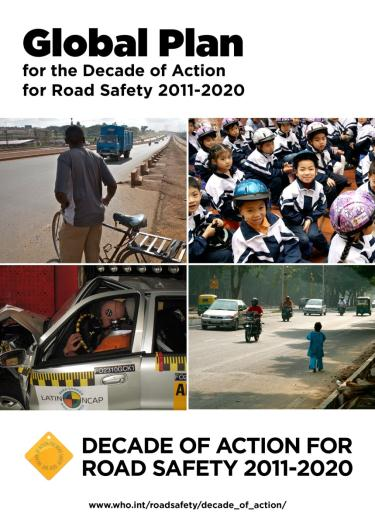 Global Plan
for the Decade of Action
for Road Safety 2011-2020
D2310GCK1
LATIN NCAP
DECADE OF ACTION FOR
ROAD SAFETY 2011-2020
www.who.int/roadsafety/decade_of_action/